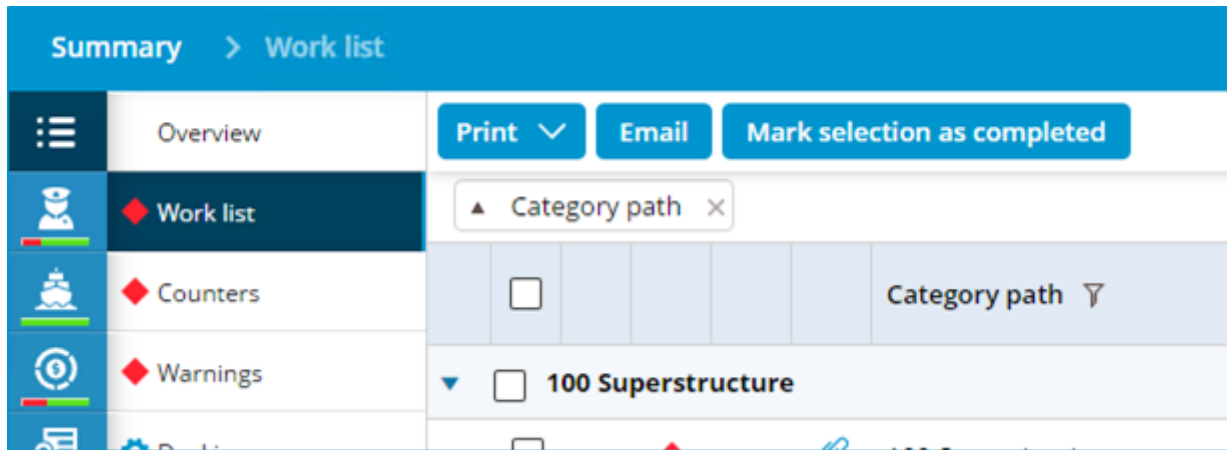 Summary > Work list
Overview
Print Email Mark selection as completed
Work list
Category path
Counters
Category path
Warnings
100 Superstructure